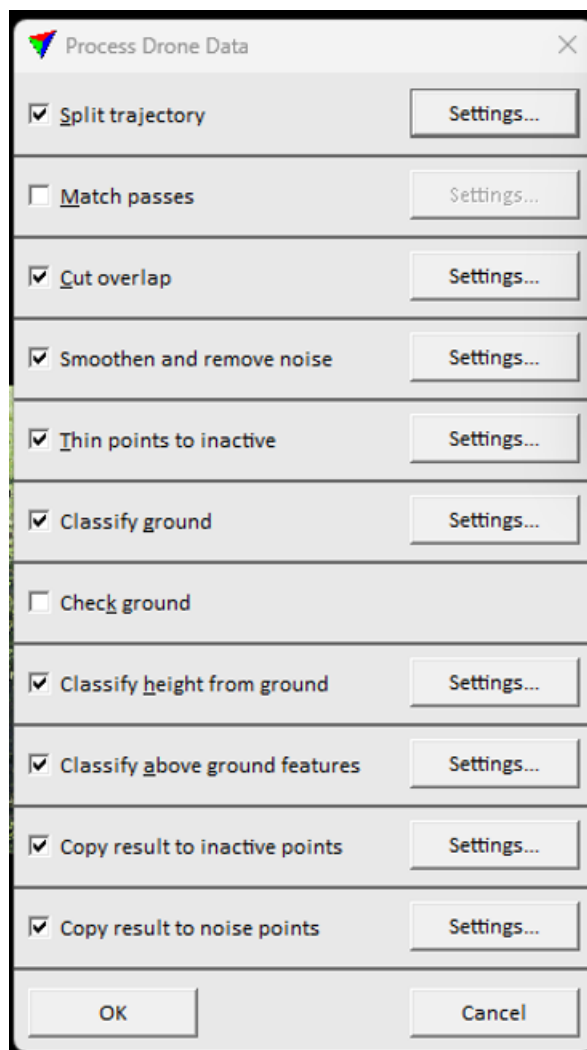 Process Drone Data
Split trajectory Settings...
Match passes Settings...
Cut overlap Settings...
Smoothen and remove noise Settings...
Thin points to inactive Settings...
Classify ground Settings...
Check ground
Classify height from ground Settings...
Classify above ground features Settings...
Copy result to inactive points Settings...
Copy result to noise points Settings...
OK Cancel